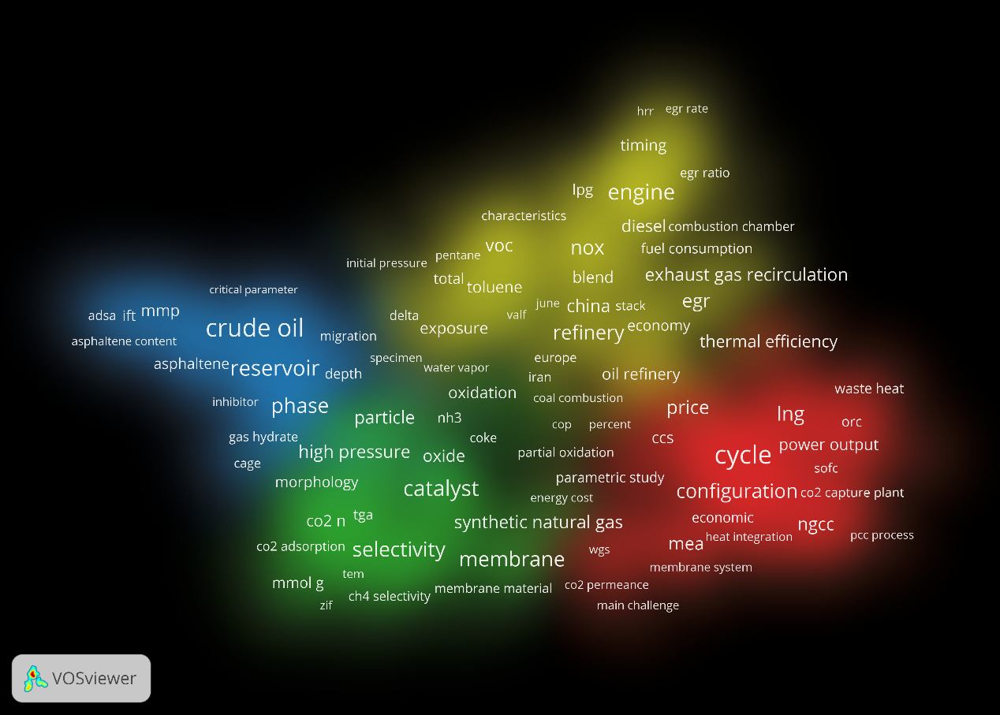 hrr
egr rate
timing
egr ratio
lpg
engine
characteristics
diesel
combustion chamber
voc
nox
fuel consumption
pentane
initial pressure
total
toluene
blend
exhaust gas recirculation
critical parameter
june
china
stack
egr
adsa
ift
mmp
delta
valf
crude oil
exposure
economy
refinery
migration
asphaltene content
thermal efficiency
specimen
europe
asphaltene
reservoir
depth
water vapor
iran
oil refinery
oxidation
waste heat
inhibitor
phase
coal combustion
price
lng
particle
nh3
cop
percent
orc
gas hydrate
coke
ccs
power output
high pressure
oxide
partial oxidation
cycle
cage
sofc
morphology
catalyst
parametric study
configuration
co2 capture plant
energy cost
co2 n
tga
synthetic natural gas
economic
ngcc
pcc process
heat integration
co2 adsorption
selectivity
wgs
mea
membrane
membrane system
tem
mmol g
membrane material
co2 permeance
ch4 selectivity
zif
main challenge
VOSviewer